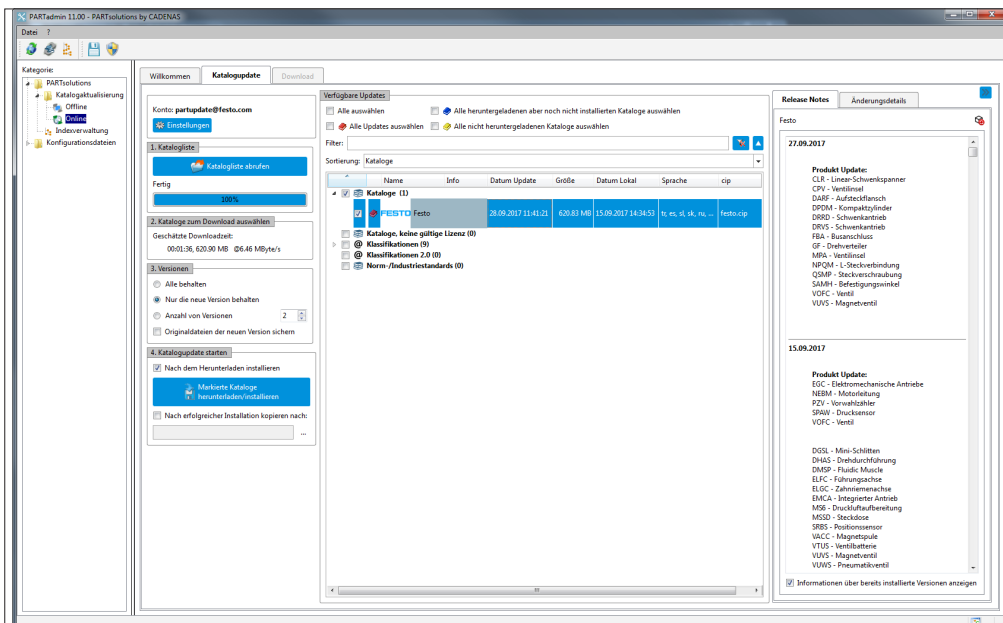 PARTadmin 11.00 - PARTsolutions by CADENAS
Datei ?
Kategorie:
PARTsolutions
Katalogaktualisierung
Offline
Online
Indexverwaltung
Konfigurationsdateien
Willkommen Katalogupdate Download
Konto: partupdate@festo.com
Einstellungen
1. Katalogliste
Katalogliste abrufen
Fertig
100%
2. Kataloge zum Download auswählen
Geschätzte Downloadzeit:
00:01:36, 620.90 MB @6.46 MByte/s
3. Versionen
Alle behalten
Nur die neue Version behalten
Anzahl von Versionen 2
Originaldateien der neuen Version sichern
4. Katalogupdate starten
Nach dem Herunterladen installieren
Markierte Kataloge
herunterladen/installieren
Nach erfolgreicher Installation kopieren nach:
...
Verfügbare Updates
Alle auswählen Alle heruntergeladenen aber noch nicht installierten Kataloge auswählen
Alle Updates auswählen Alle nicht heruntergeladenen Kataloge auswählen
Filter:
Sortierung: Kataloge
Name Info Datum Update Größe Datum Lokal Sprache cip
Kataloge (1)
FESTO Festo 28.09.2017 11:41:21 620.83 MB 15.09.2017 14:34:53 tr, es, sl, sk, ru, ... festo.cip
Kataloge, keine gültige Lizenz (0)
@ Klassifikationen (9)
@ Klassifikationen 2.0 (0)
Norm-/Industriestandards (0)
Release Notes Änderungsdetails
Festo
27.09.2017
Produkt Update:
CLR - Linear-Schwenkspanner
CPV - Ventilinsel
DARF - Aufsteckflansch
DPDM - Kompaktzylinder
DRRD - Schwenkantrieb
DRVS - Schwenkantrieb
FBA - Busanschluss
GF - Drehverteiler
MPA - Ventilinsel
NPQM - L-Steckverbindung
QSMP - Steckverschraubung
SAMH - Befestigungswinkel
VOFC - Ventil
VUVS - Magnetventil
15.09.2017
Produkt Update:
EGC - Elektromechanische Antriebe
NEBM - Motorleitung
PZV - Vorwahlzähler
SPAW - Drucksensor
VOFC - Ventil
DGSL - Mini-Schlitten
DHAS - Drehdurchführung
DMSP - Fluidic Muscle
ELFC - Führungsachse
ELGC - Zahnriemenachse
EMCA - Integrierter Antrieb
MS6 - Druckluftaufbereitung
MSSD - Steckdose
SRBS - Positionssensor
VACC - Magnetspule
VTUS - Ventilbatterie
VUVS - Magnetventil
VUWS - Pneumatikventil
Informationen über bereits installierte Versionen anzeigen